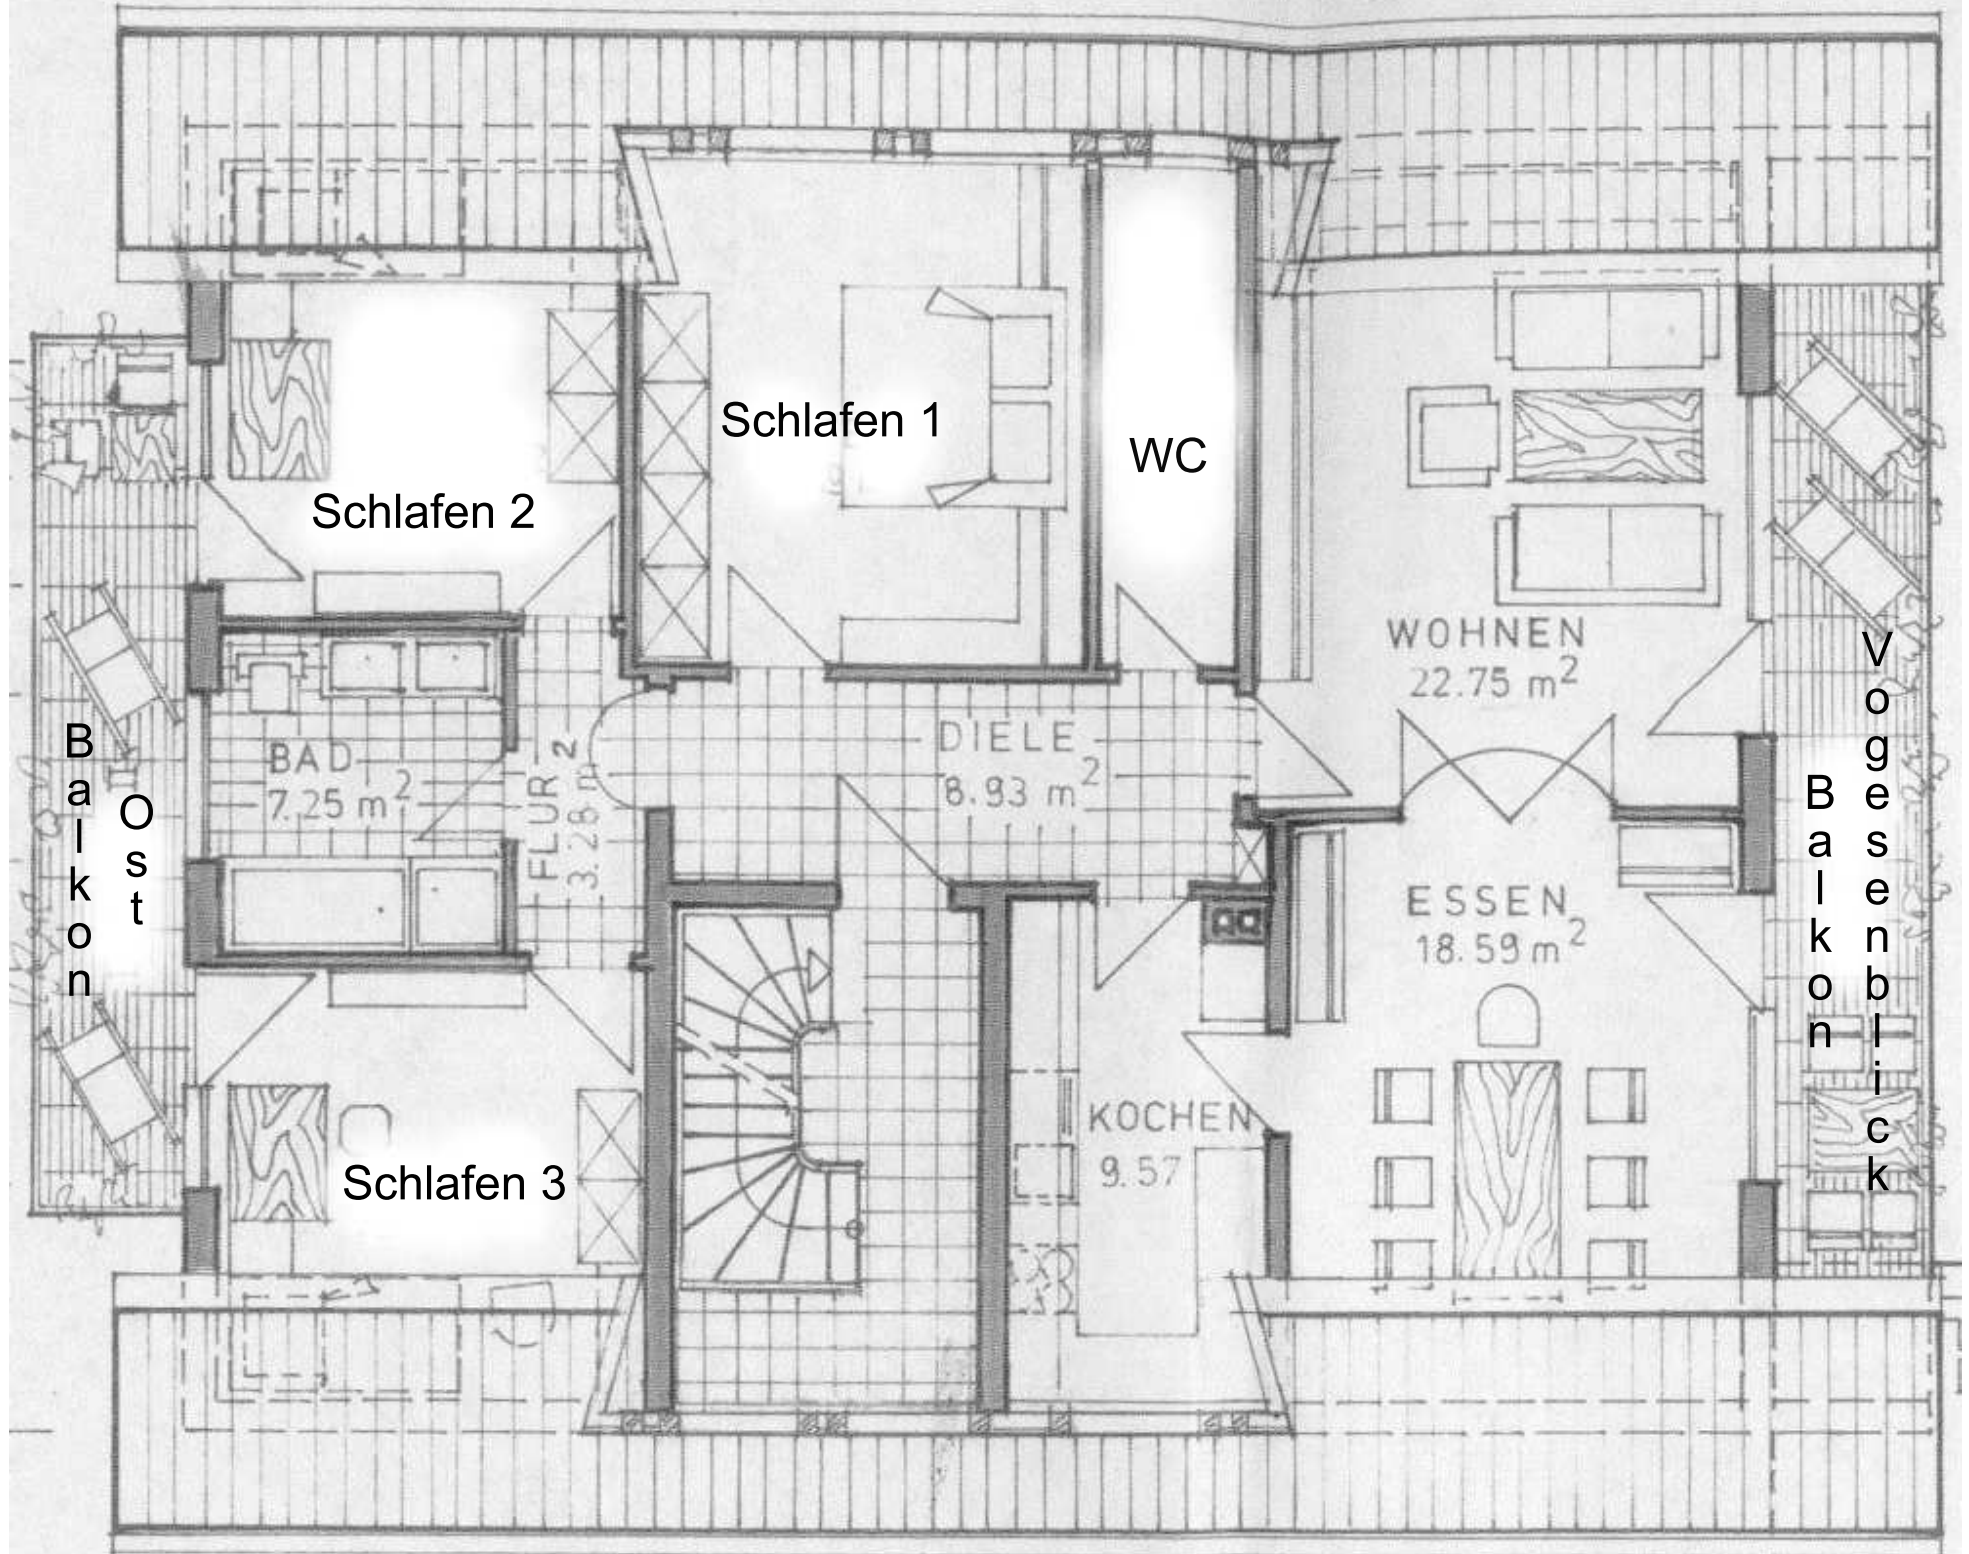 Schlafen 1
WC
Schlafen 2
WOHNEN
22.75 m²
Vogesenblick
Balkon
Balkon
Ost
BAD
7.25 m²
FLUR
3.28 m²
DIELE
8.93 m²
ESSEN
18.59 m²
KOCHEN
9.57
Schlafen 3